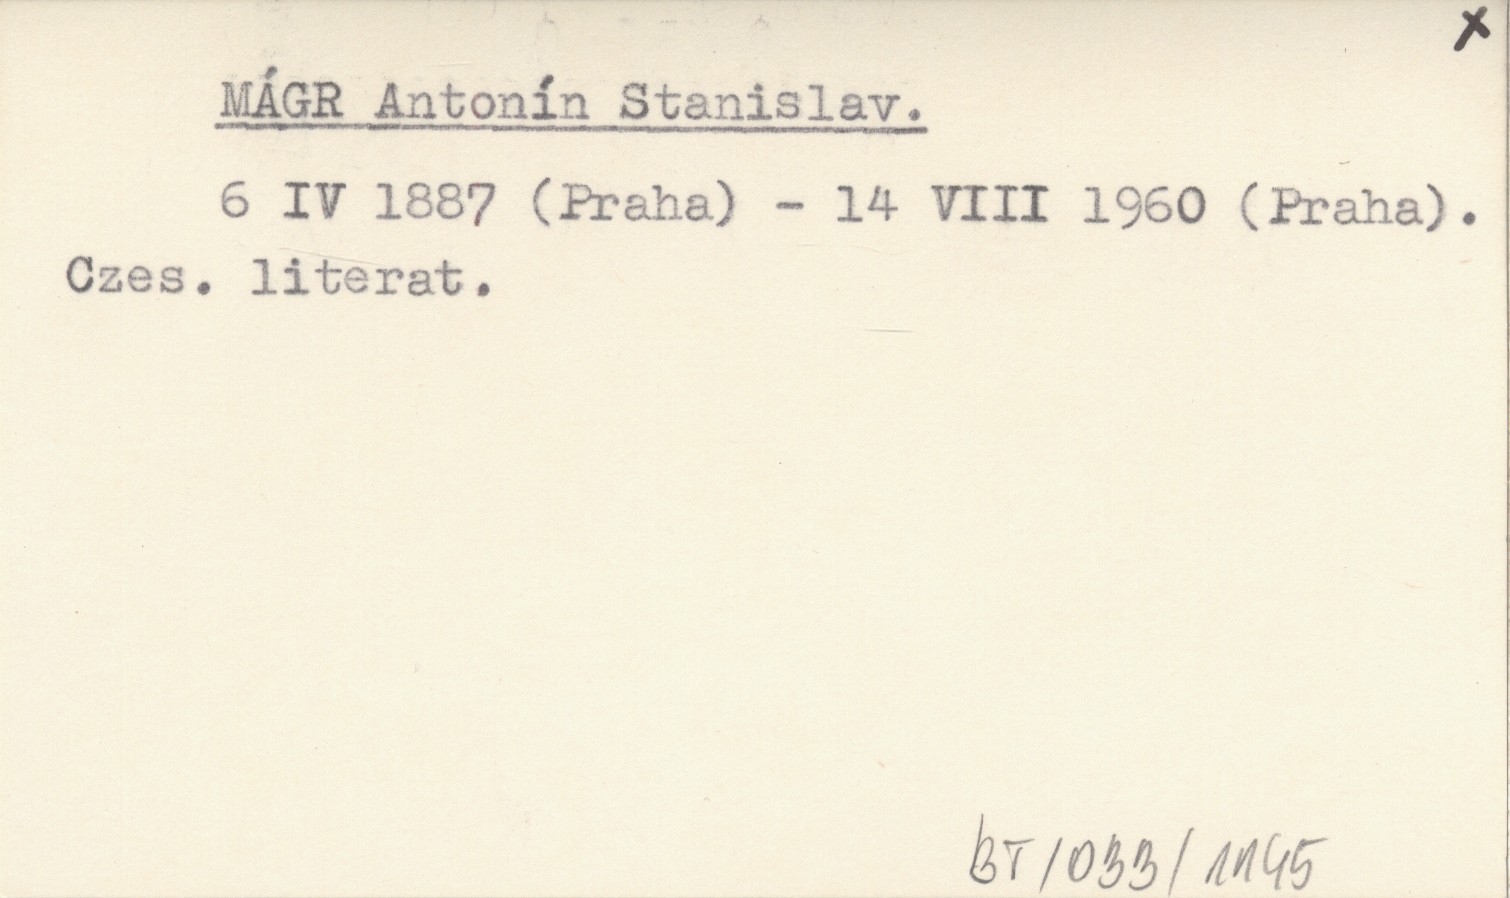 x
MÁGR Antonín Stanislav.
6 IV 1887 (Praha) - 14 VIII 1960 (Praha).
Czes. literat.
BT/033/1145